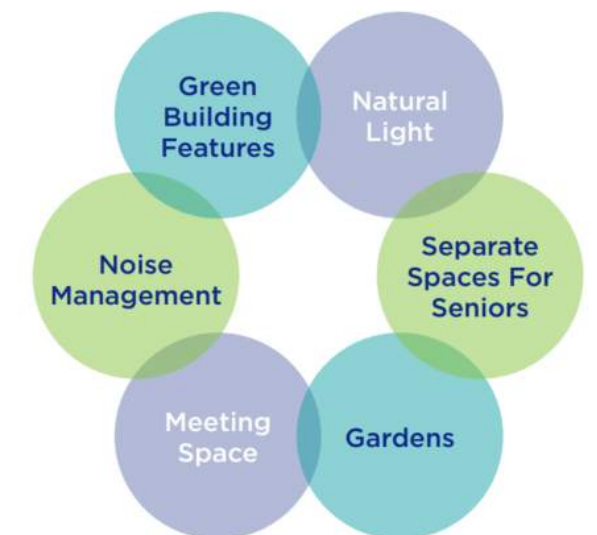 Green
Building
Features
Natural
Light
Noise
Management
Separate
Spaces For
Seniors
Meeting
Space
Gardens